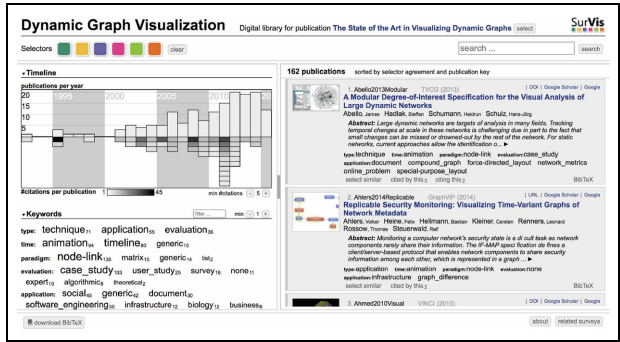 Dynamic Graph Visualization
Digital library for publication The State of the Art in Visualizing Dynamic Graphs select
SurVis
Selectors clear
search ... search
Timeline
publications per year
1995 2000 2005 2010 20
20
15
10
5
5
#citations per publication 1 45 min #citations - 5 +
Keywords filter ... min - 1 +
type: technique71 application55 evaluation36
time: animation94 timeline60 generic15
paradigm: node-link135 matrix15 generic14 list2
evaluation: case_study103 user_study25 survey16 none11
expert10 algorithmic8 theoretical2
application: social45 generic42 document30
software_engineering30 infrastructure12 biology12 business8
download BibTeX
162 publications sorted by selector agreement and publication key
1. Abello2013Modular TVCG (2013) | DOI | Google Scholar | Google
A Modular Degree-of-Interest Specification for the Visual Analysis of
Large Dynamic Networks
Abello, James Hadlak, Steffen Schumann, Heidrun Schulz, Hans-Jörg
Abstract: Large dynamic networks are targets of analysis in many fields. Tracking
temporal changes at scale in these networks is challenging due in part to the fact that
small changes can be missed or drowned-out by the rest of the network. For static
networks, current approaches allow the identification o... ►
type:technique time:animation paradigm:node-link evaluation:case_study
application:document compound_graph force-directed_layout network_metrics
online_problem special-purpose_layout
select similar cited by this3 citing this2 BibTeX
2. Ahlers2014Replicable GraphVIP (2014) | URL | Google Scholar | Google
Replicable Security Monitoring: Visualizing Time-Variant Graphs of
Network Metadata
Ahlers, Volker Heine, Felix Hellmann, Bastian Kleiner, Carsten Renners, Leonard
Rossow, Thomas Steuerwald, Ralf
Abstract: Monitoring a computer network's security state is a di cult task as network
components rarely share their information. The IF-MAP speci fication de fines a
client/server-based protocol that enables network components to share security
information among each other, which is represented in a graph ... ►
type:application time:animation paradigm:node-link evaluation:none
application:infrastructure graph_difference
select similar cited by this2 BibTeX
3. Ahmed2010Visual VINCI (2010) | DOI | Google Scholar | Google
about related surveys